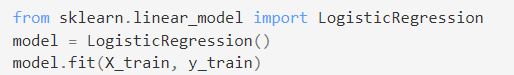 from sklearn.linear_model import LogisticRegression
model = LogisticRegression()
model.fit(X_train, y_train)